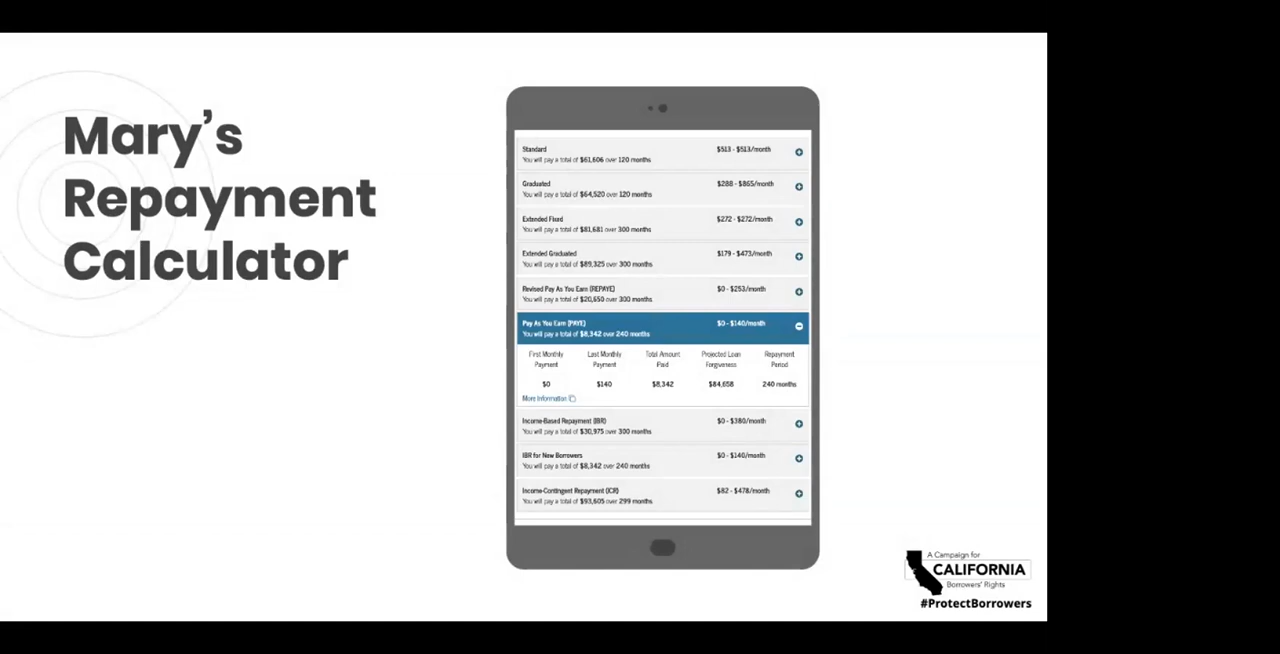 Mary's
Repayment
Calculator
Standard $513 - $513/month
You will pay a total of $61,606 over 120 months
Graduated $288 - $865/month
You will pay a total of $64,520 over 120 months
Extended Fixed $272 - $272/month
You will pay a total of $81,681 over 300 months
Extended Graduated $179 - $473/month
You will pay a total of $89,325 over 300 months
Revised Pay As You Earn (REPAYE) $0 - $253/month
You will pay a total of $20,650 over 300 months
Pay As You Earn (PAYE) $0 - $140/month
You will pay a total of $8,342 over 240 months
First Monthly Last Monthly Total Amount Projected Loan Repayment
Payment Payment Paid Forgiveness Period
$0 $140 $8,342 $84,658 240 months
More Information
Income-Based Repayment (IBR) $0 - $380/month
You will pay a total of $30,975 over 300 months
IBR for New Borrowers $0 - $140/month
You will pay a total of $8,342 over 240 months
Income-Contingent Repayment (ICR) $82 - $478/month
You will pay a total of $93,605 over 299 months
A Campaign for
CALIFORNIA
Borrowers' Rights
#ProtectBorrowers